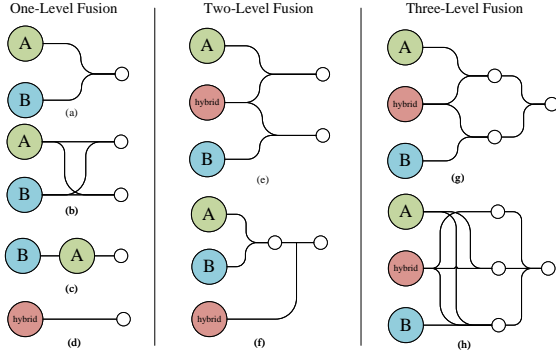 One-Level Fusion
A
B
(a)
A
B
(b)
B
A
(c)
hybrid
(d)
Two-Level Fusion
A
hybrid
B
(e)
A
B
hybrid
(f)
Three-Level Fusion
A
hybrid
B
(g)
A
hybrid
B
(h)